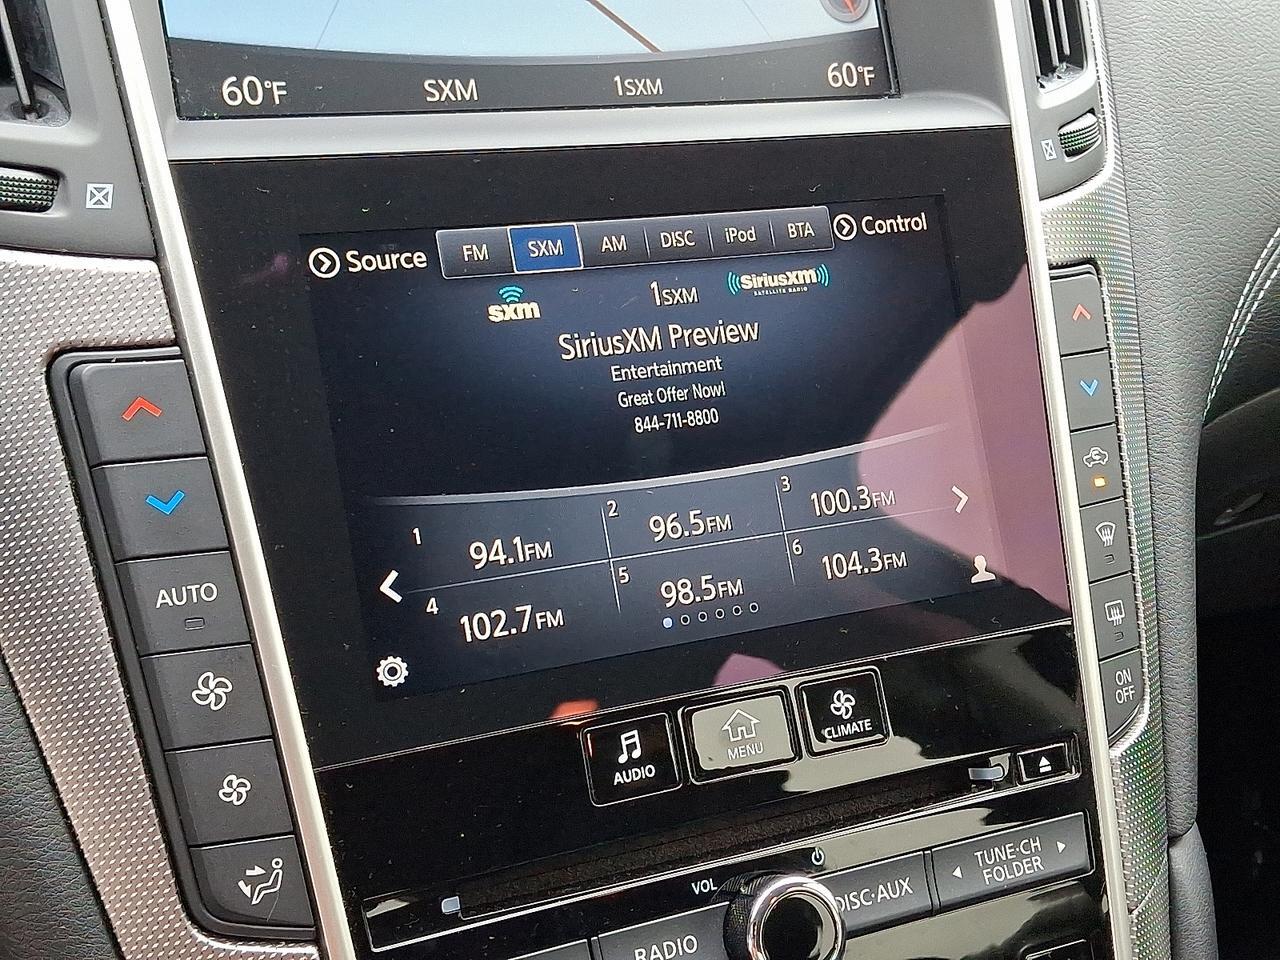 60°F SXM 1SXM 60°F
Source FM SXM AM DISC iPod BTA Control
sxm 1SXM SiriusXM
SATELLITE RADIO
SiriusXM Preview
Entertainment
Great Offer Now!
844-711-8800
1 94.1FM 2 96.5FM 3 100.3FM
4 102.7FM 5 98.5FM 6 104.3FM
AUTO
ON
OFF
AUDIO MENU CLIMATE
VOL
RADIO
DISC·AUX
TUNE·CH
FOLDER